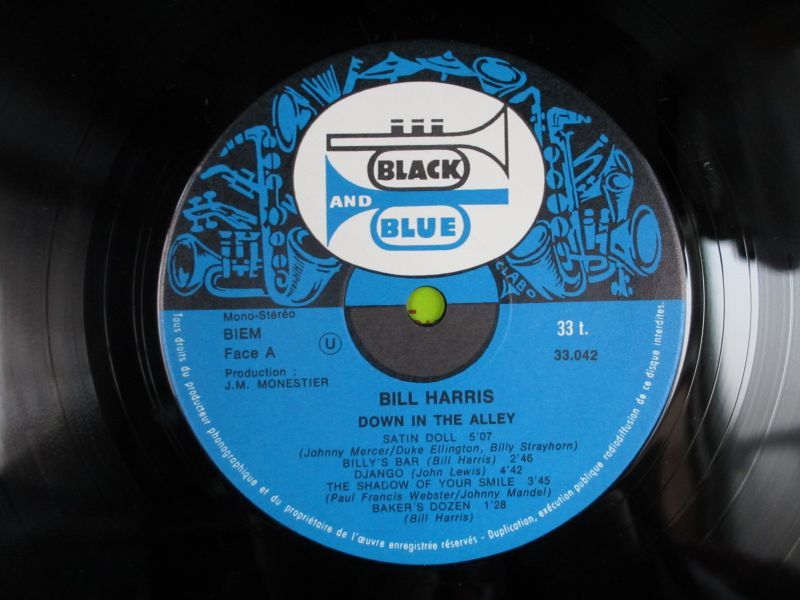 BLACK
AND
BLUE
CLABO
Mono-Stéréo
BIEM
Face A
U
Production :
J.M. MONESTIER
33 t.
33.042
BILL HARRIS
DOWN IN THE ALLEY
SATIN DOLL 5'07
(Johnny Mercer/Duke Ellington, Billy Strayhorn)
BILLY'S BAR (Bill Harris) 2'46
DJANGO (John Lewis) 4'42
THE SHADOW OF YOUR SMILE 3'45
(Paul Francis Webster/Johnny Mandel)
BAKER'S DOZEN 1'28
(Bill Harris)
Tous droits du producteur phonographique et du propriétaire de l'œuvre enregistrée réservés - Duplication, exécution publique radiodiffusion de ce disque interdites.